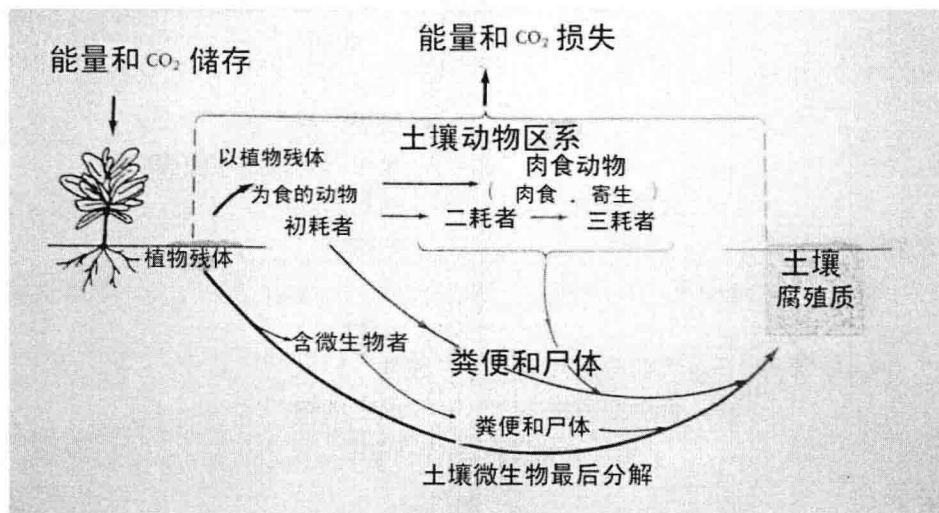 能量和 CO₂ 损失
能量和 CO₂ 储存
土壤动物区系
以植物残体
为食的动物
初耗者
肉食动物
(肉食 . 寄生)
二耗者
三耗者
植物残体
土壤
腐殖质
含微生物者
粪便和尸体
粪便和尸体
土壤微生物最后分解